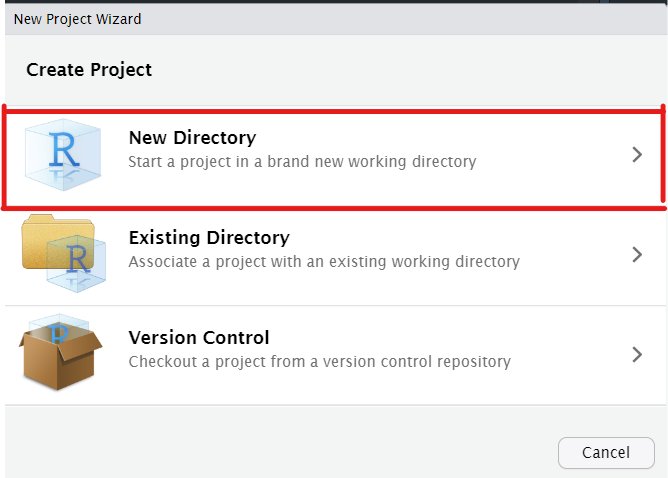 New Project Wizard
Create Project
R
New Directory
Start a project in a brand new working directory
R
Existing Directory
Associate a project with an existing working directory
R
Version Control
Checkout a project from a version control repository
Cancel